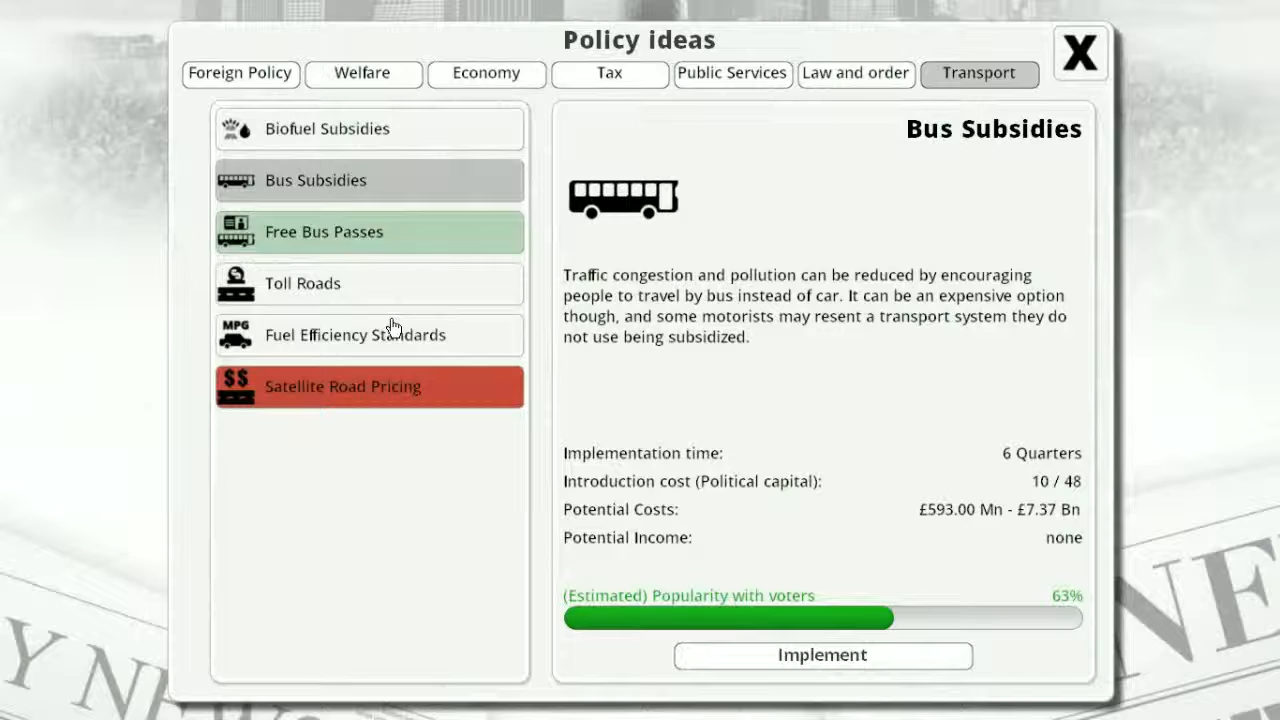 Policy ideas
X
Foreign Policy
Welfare
Economy
Tax
Public Services
Law and order
Transport
Biofuel Subsidies
Bus Subsidies
Free Bus Passes
Toll Roads
MPG
Fuel Efficiency Standards
$$
Satellite Road Pricing
Bus Subsidies
Traffic congestion and pollution can be reduced by encouraging
people to travel by bus instead of car. It can be an expensive option
though, and some motorists may resent a transport system they do
not use being subsidized.
Implementation time: 6 Quarters
Introduction cost (Political capital): 10 / 48
Potential Costs: £593.00 Mn - £7.37 Bn
Potential Income: none
(Estimated) Popularity with voters 63%
Implement
Y NEWS
NE